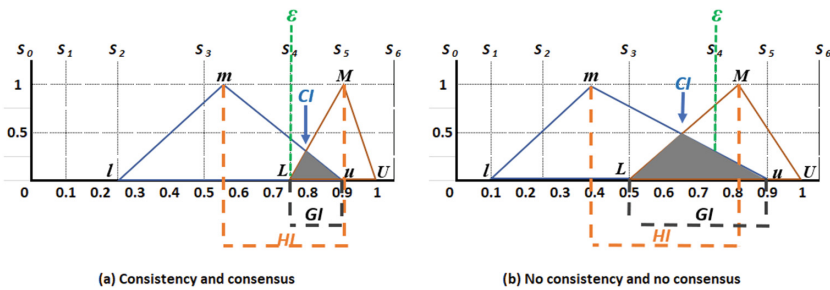 ε ε
S0 S1 S2 S3 S4 S5 S6 S0 S1 S2 S3 S4 S5 S6
1 m M 1 m M
CI CI
0.5 0.5
l L u U l L u U
0 0.1 0.2 0.3 0.4 0.5 0.6 0.7 0.8 0.9 1 0 0.1 0.2 0.3 0.4 0.5 0.6 0.7 0.8 0.9 1
GI GI
HI HI
(a) Consistency and consensus (b) No consistency and no consensus